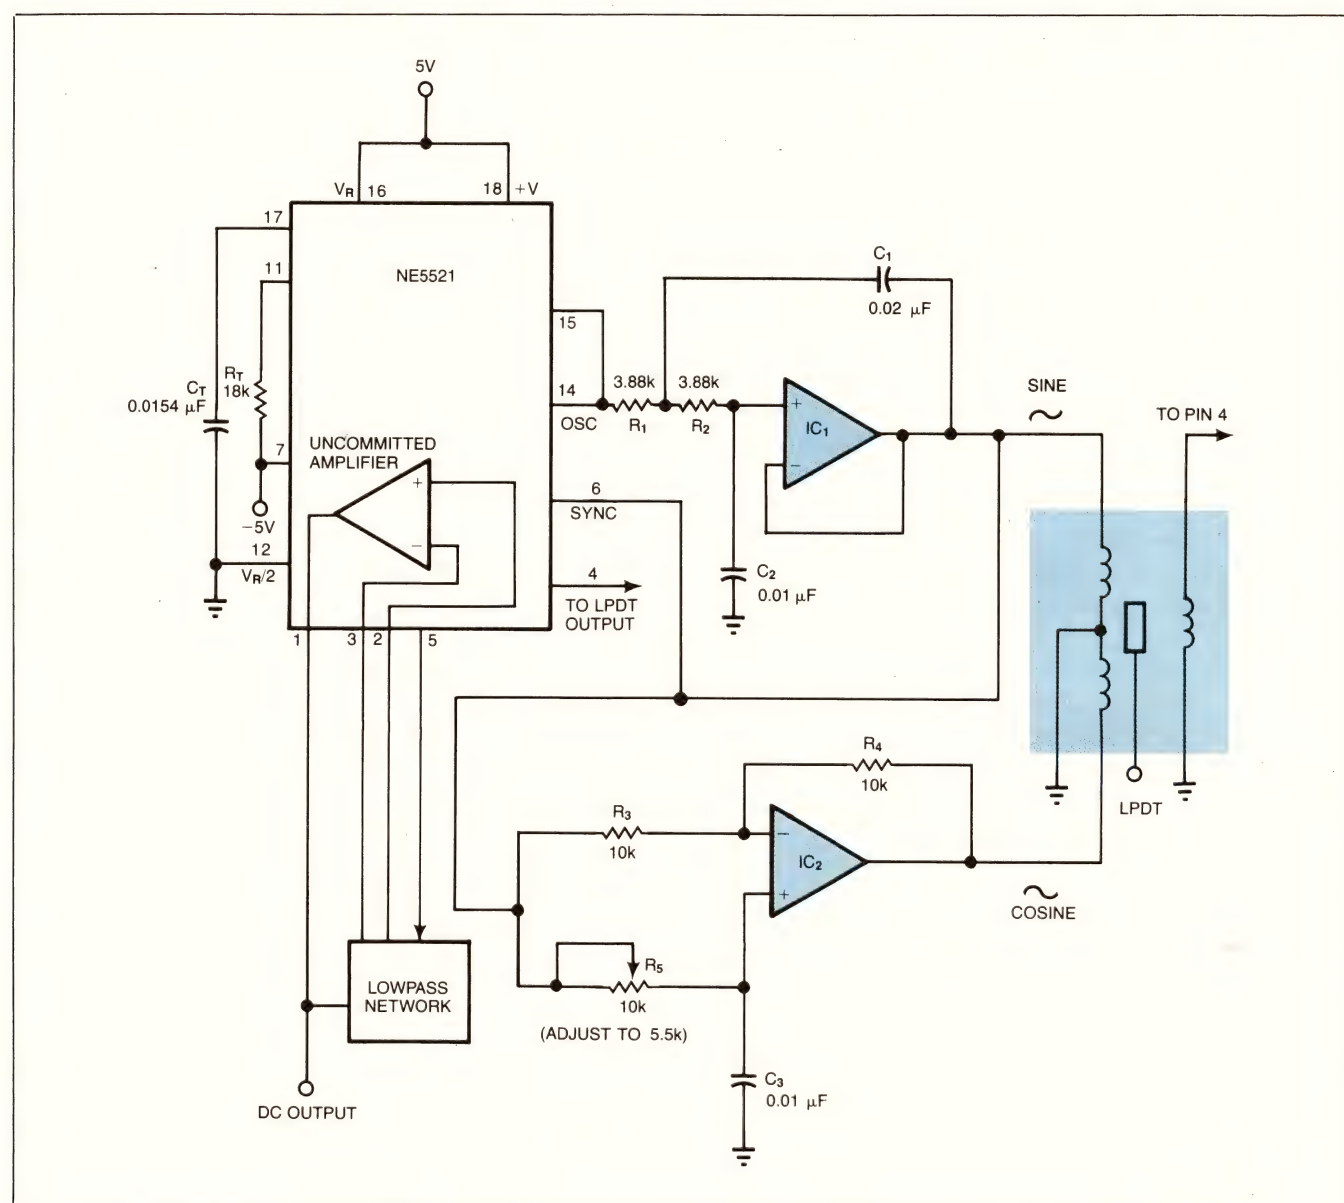 5V
VR 16
18 +V
17
11
NE5521
C1
0.02 µF
15
RT
18k
CT
0.0154 µF
3.88k
3.88k
14
OSC
R1
R2
+
IC1
−
SINE
TO PIN 4
7
UNCOMMITTED
AMPLIFIER
+
−
−5V
6
SYNC
12
VR/2
C2
0.01 µF
4
TO LPDT
OUTPUT
1
3
2
5
R4
10k
LPDT
R3
10k
−
IC2
+
COSINE
R5
10k
(ADJUST TO 5.5k)
LOWPASS
NETWORK
C3
0.01 µF
DC OUTPUT